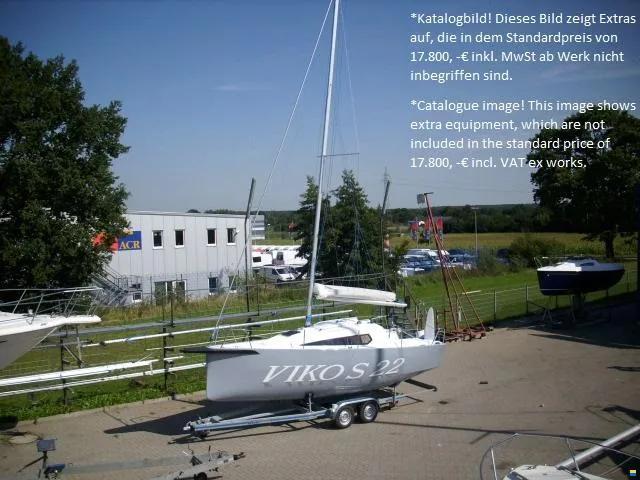 *Katalogbild! Dieses Bild zeigt Extras
auf, die in dem Standardpreis von
17.800, -€ inkl. MwSt ab Werk nicht
inbegriffen sind.
*Catalogue image! This image shows
extra equipment, which are not
included in the standard price of
17.800, -€ incl. VAT ex works.
ACR
VIKO S 22